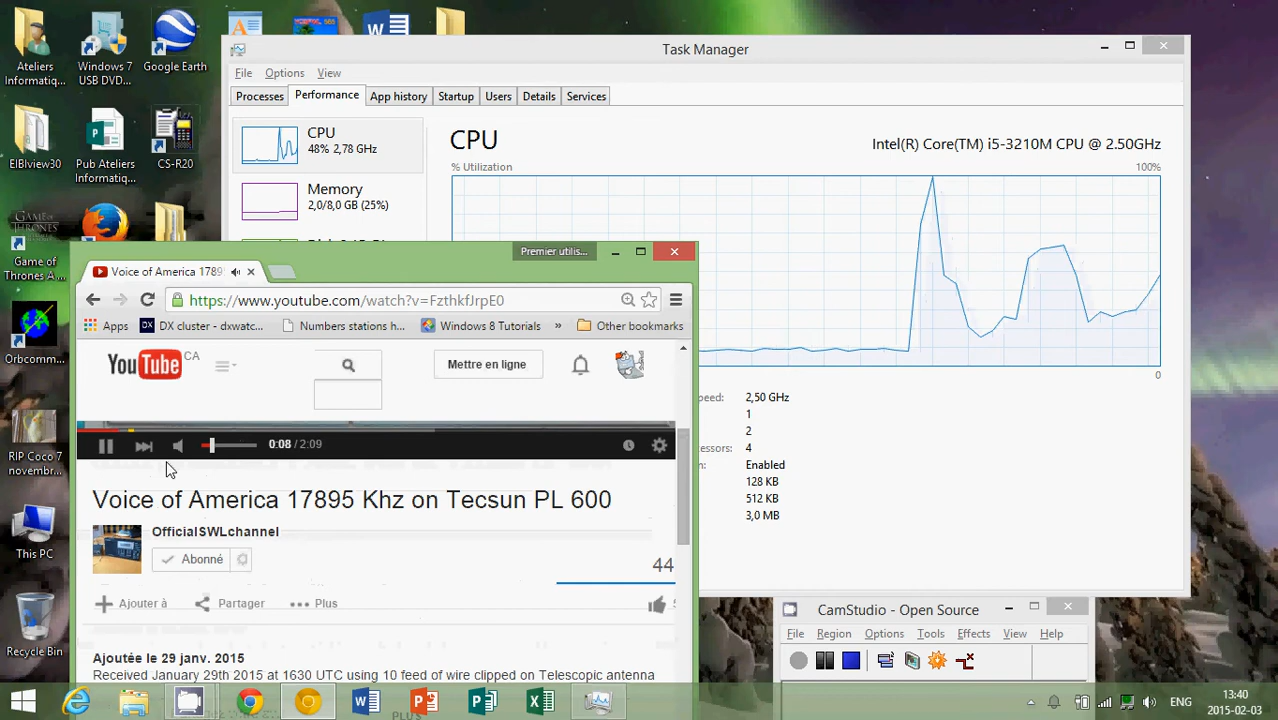 Ateliers
Informatiq...
Windows 7
USB DVD...
Google Earth
ElBIview30
Pub Ateliers
Informatiq...
CS-R20
GAME OF
THRONES
Game of
Thrones A ...
Orbcomm...
RIP Coco 7
novembr...
This PC
Recycle Bin
Task Manager
File Options View
Processes Performance App history Startup Users Details Services
CPU
48% 2,78 GHz
Memory
2,0/8,0 GB (25%)
CPU
Intel(R) Core(TM) i5-3210M CPU @ 2.50GHz
% Utilization
100%
0
peed: 2,50 GHz
1
2
essors: 4
n: Enabled
128 KB
512 KB
3,0 MB
Premier utilis...
Voice of America 1789
https://www.youtube.com/watch?v=FzthkfJrpE0
Apps DX DX cluster - dxwatc... Numbers stations h... Windows 8 Tutorials » Other bookmarks
YouTube CA
Mettre en ligne
0:08 / 2:09
Voice of America 17895 Khz on Tecsun PL 600
OfficialSWLchannel
Abonné
44
Ajouter à Partager Plus
Ajoutée le 29 janv. 2015
Received January 29th 2015 at 1630 UTC using 10 feed of wire clipped on Telescopic antenna
PLUS
CamStudio - Open Source
File Region Options Tools Effects View Help
ENG
13:40
2015-02-03